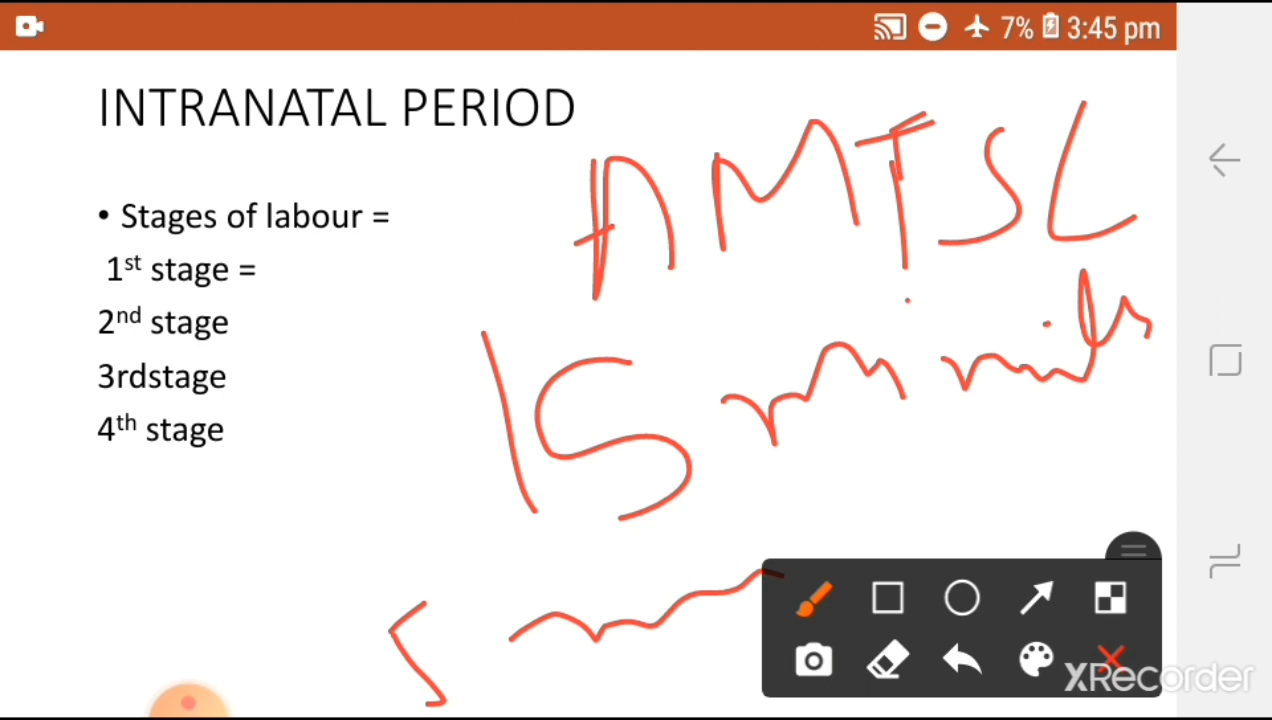 7% 3:45 pm
INTRANATAL PERIOD
AMTSL
• Stages of labour =
1st stage =
2nd stage
3rdstage
4th stage
15
5
XRecorder